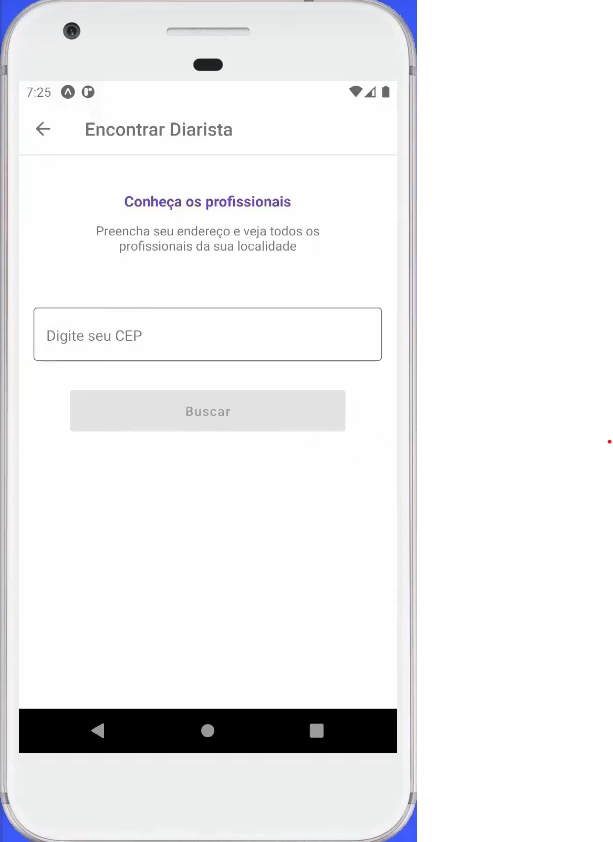 7:25
Encontrar Diarista
Conheça os profissionais
Preencha seu endereço e veja todos os
profissionais da sua localidade
Digite seu CEP
Buscar